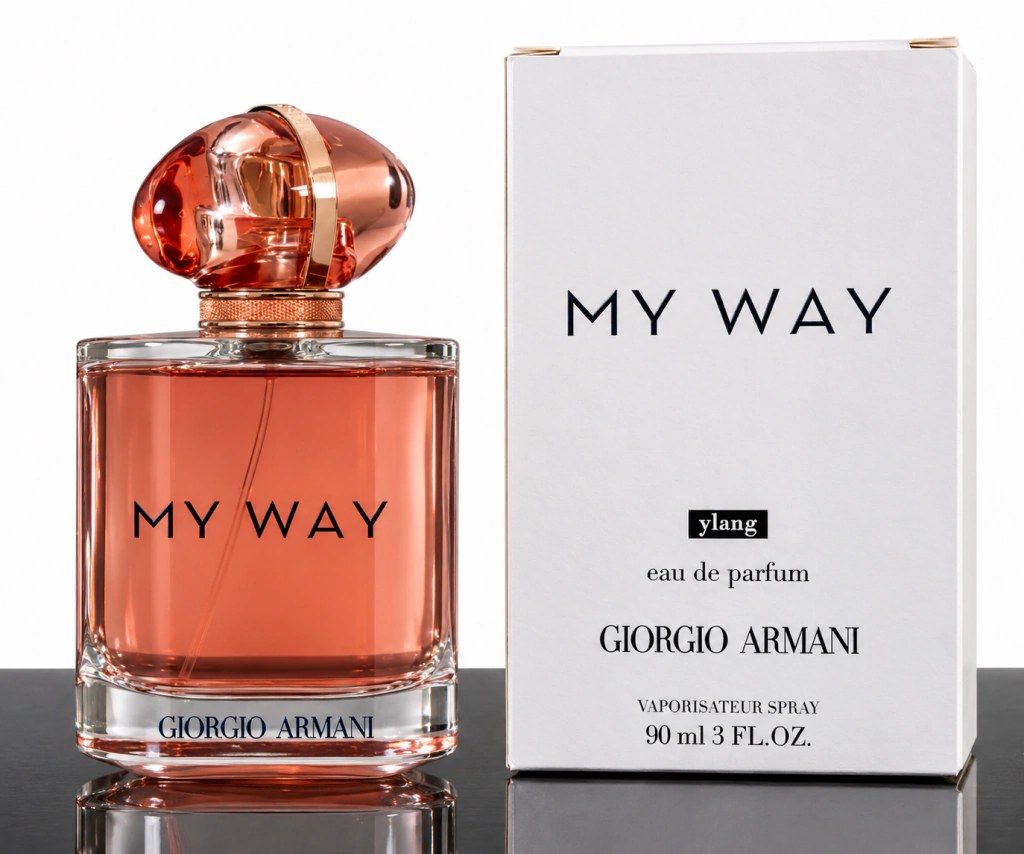 MY WAY
GIORGIO ARMANI
MY WAY
ylang
eau de parfum
GIORGIO ARMANI
VAPORISATEUR SPRAY
90 ml 3 FL.OZ.